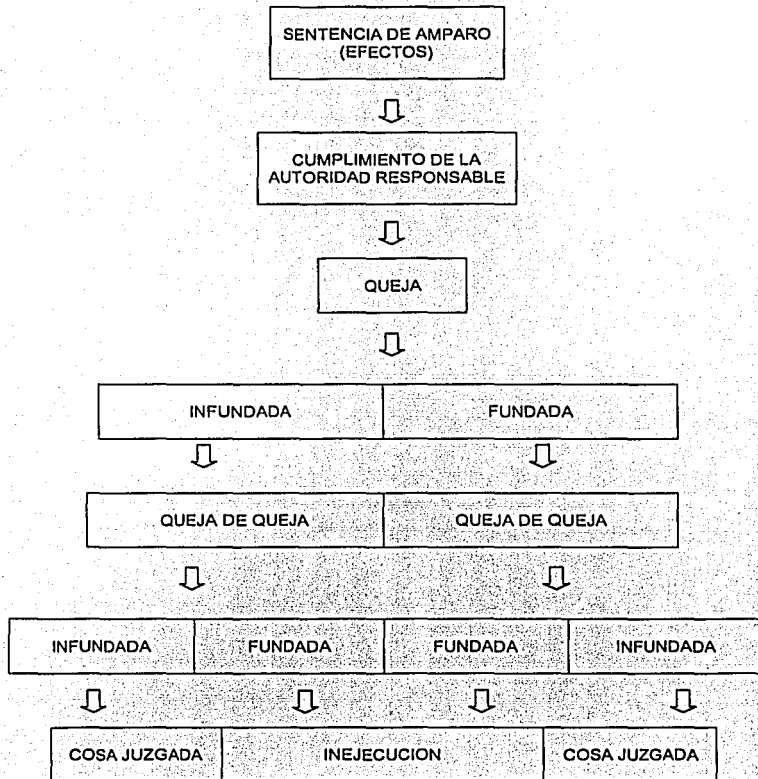 SENTENCIA DE AMPARO
(EFECTOS)
CUMPLIMIENTO DE LA
AUTORIDAD RESPONSABLE
QUEJA
INFUNDADA
FUNDADA
QUEJA DE QUEJA
QUEJA DE QUEJA
INFUNDADA
FUNDADA
FUNDADA
INFUNDADA
COSA JUZGADA
INEJECUCION
COSA JUZGADA